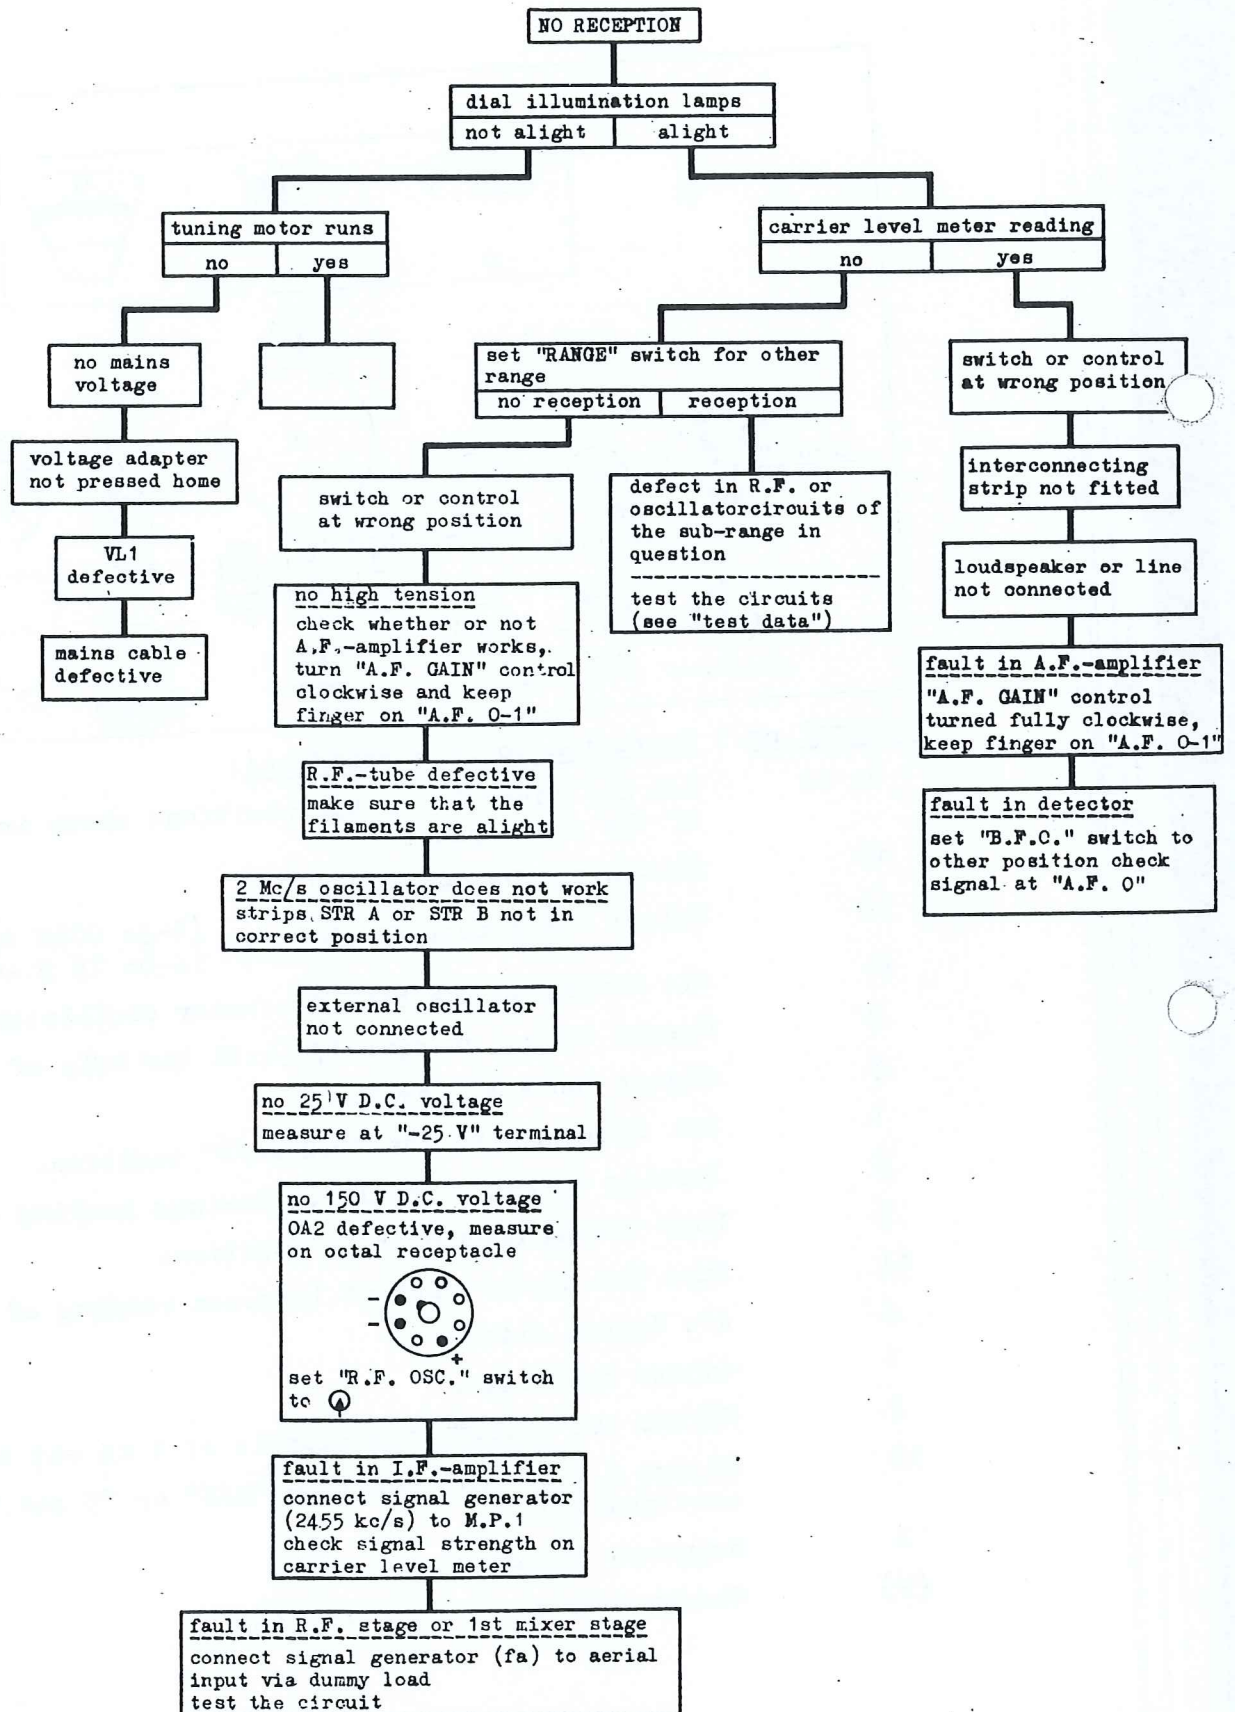 NO RECEPTION
dial illumination lamps
not alight
alight
tuning motor runs
no
yes
no mains
voltage
voltage adapter
not pressed home
VL1
defective
mains cable
defective
carrier level meter reading
no
yes
set "RANGE" switch for other
range
no reception
reception
switch or control
at wrong position
no high tension
check whether or not
A.F.-amplifier works,
turn "A.F. GAIN" control
clockwise and keep
finger on "A.F. 0-1"
R.F.-tube defective
make sure that the
filaments are alight
2 Mc/s oscillator does not work
strips STR A or STR B not in
correct position
external oscillator
not connected
no 25 V D.C. voltage
measure at "-25 V" terminal
no 150 V D.C. voltage
OA2 defective, measure
on octal receptacle
-
-
+
set "R.F. OSC." switch
to
fault in I.F.-amplifier
connect signal generator
(2455 kc/s) to M.P.1
check signal strength on
carrier level meter
fault in R.F. stage or 1st mixer stage
connect signal generator (fa) to aerial
input via dummy load
test the circuit
defect in R.F. or
oscillatorcircuits of
the sub-range in
question
test the circuits
(see "test data")
switch or control
at wrong position
interconnecting
strip not fitted
loudspeaker or line
not connected
fault in A.F.-amplifier
"A.F. GAIN" control
turned fully clockwise,
keep finger on "A.F. 0-1"
fault in detector
set "B.F.O." switch to
other position check
signal at "A.F. 0"